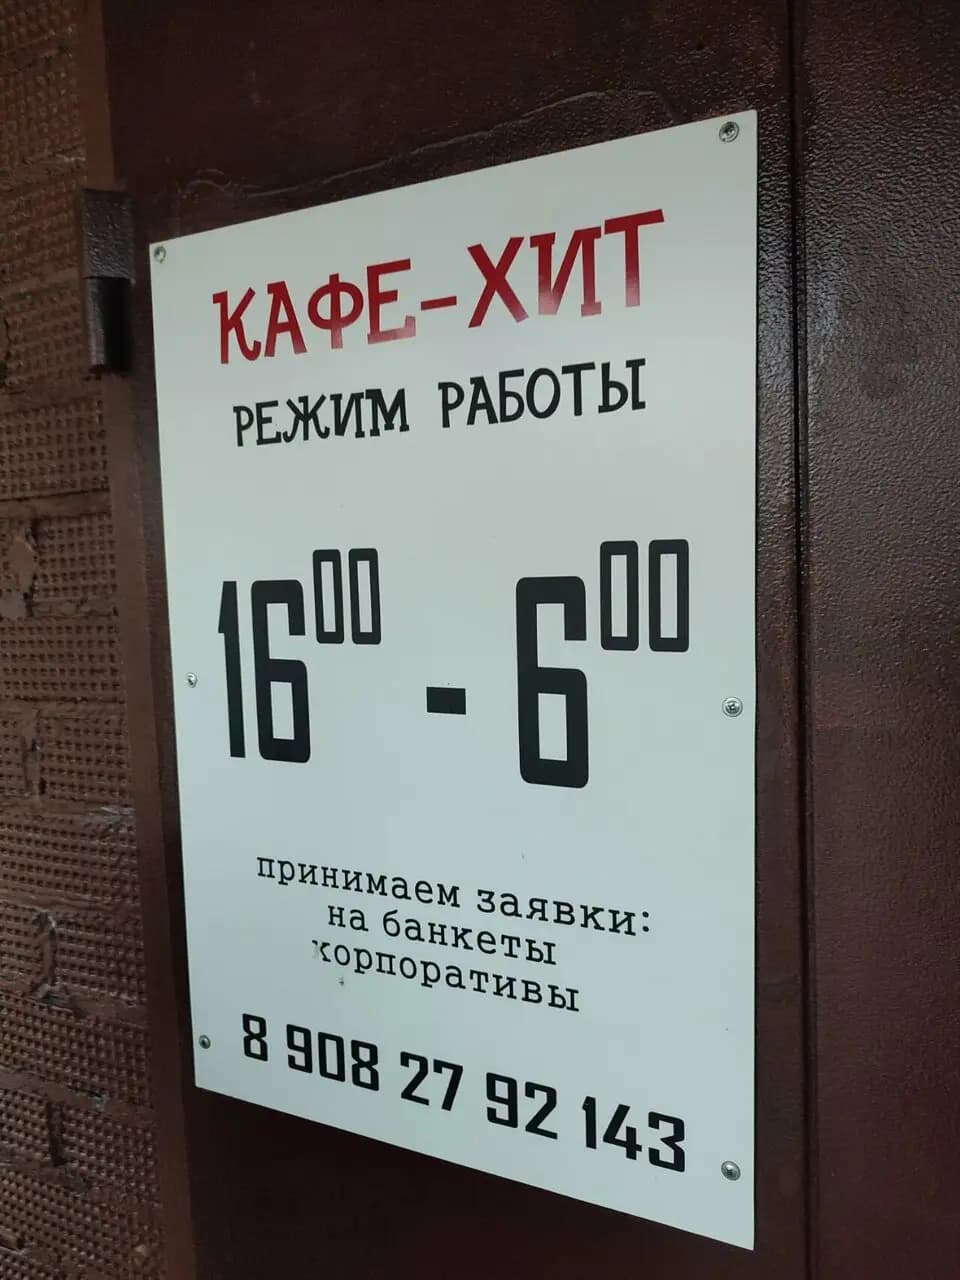 КАФЕ-ХИТ
РЕЖИМ РАБОТЫ
16⁰⁰ - 6⁰⁰
принимаем заявки:
на банкеты
корпоративы
8 908 27 92 143